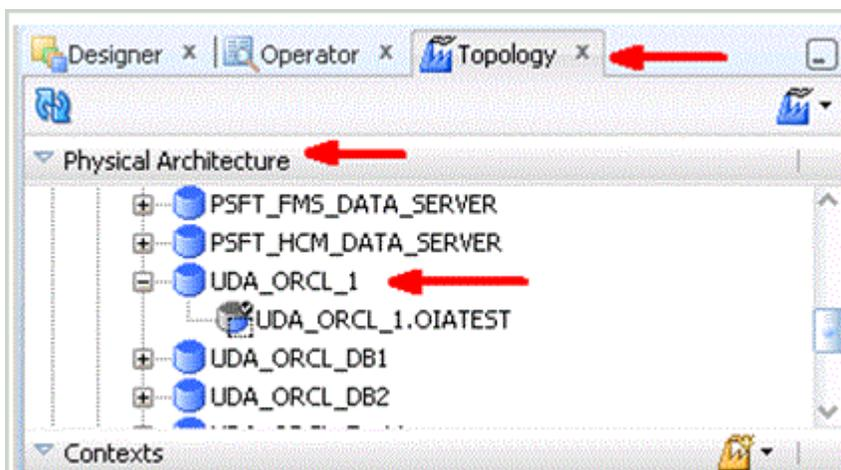 Designer Operator Topology
Physical Architecture
PSFT_FMS_DATA_SERVER
PSFT_HCM_DATA_SERVER
UDA_ORCL_1
UDA_ORCL_1.OIATEST
UDA_ORCL_DB1
UDA_ORCL_DB2
Contexts